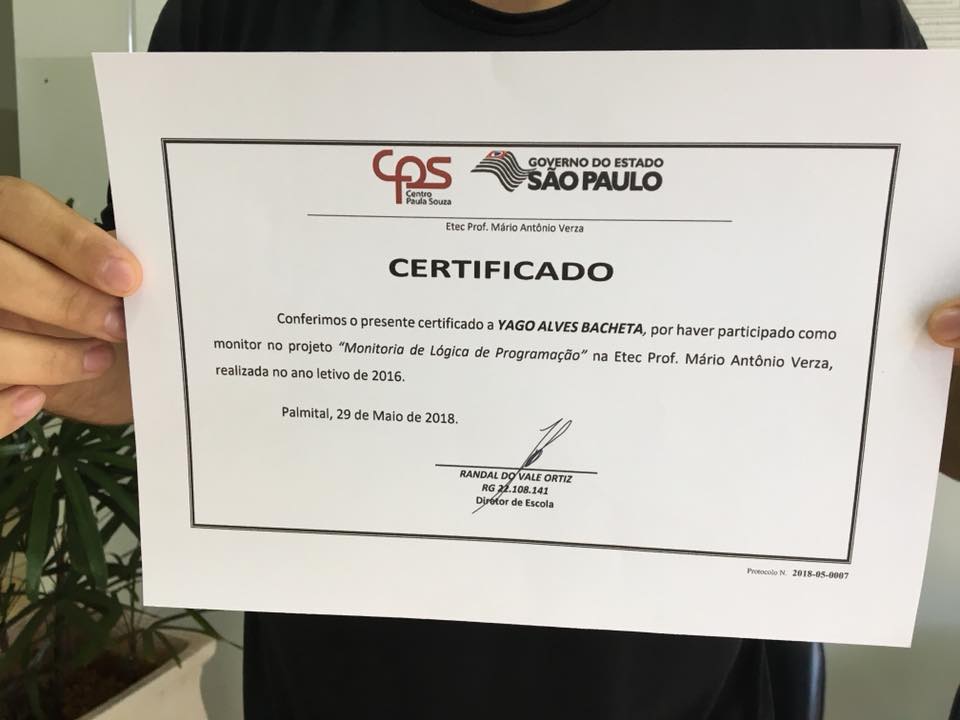 cps
Centro
Paula Souza
GOVERNO DO ESTADO
SÃO PAULO
Etec Prof. Mário Antônio Verza
CERTIFICADO
Conferimos o presente certificado a YAGO ALVES BACHETA, por haver participado como
monitor no projeto “Monitoria de Lógica de Programação” na Etec Prof. Mário Antônio Verza,
realizada no ano letivo de 2016.
Palmital, 29 de Maio de 2018.
RANDAL DO VALE ORTIZ
RG 22.108.141
Diretor de Escola
Protocolo N. 2018-05-0007